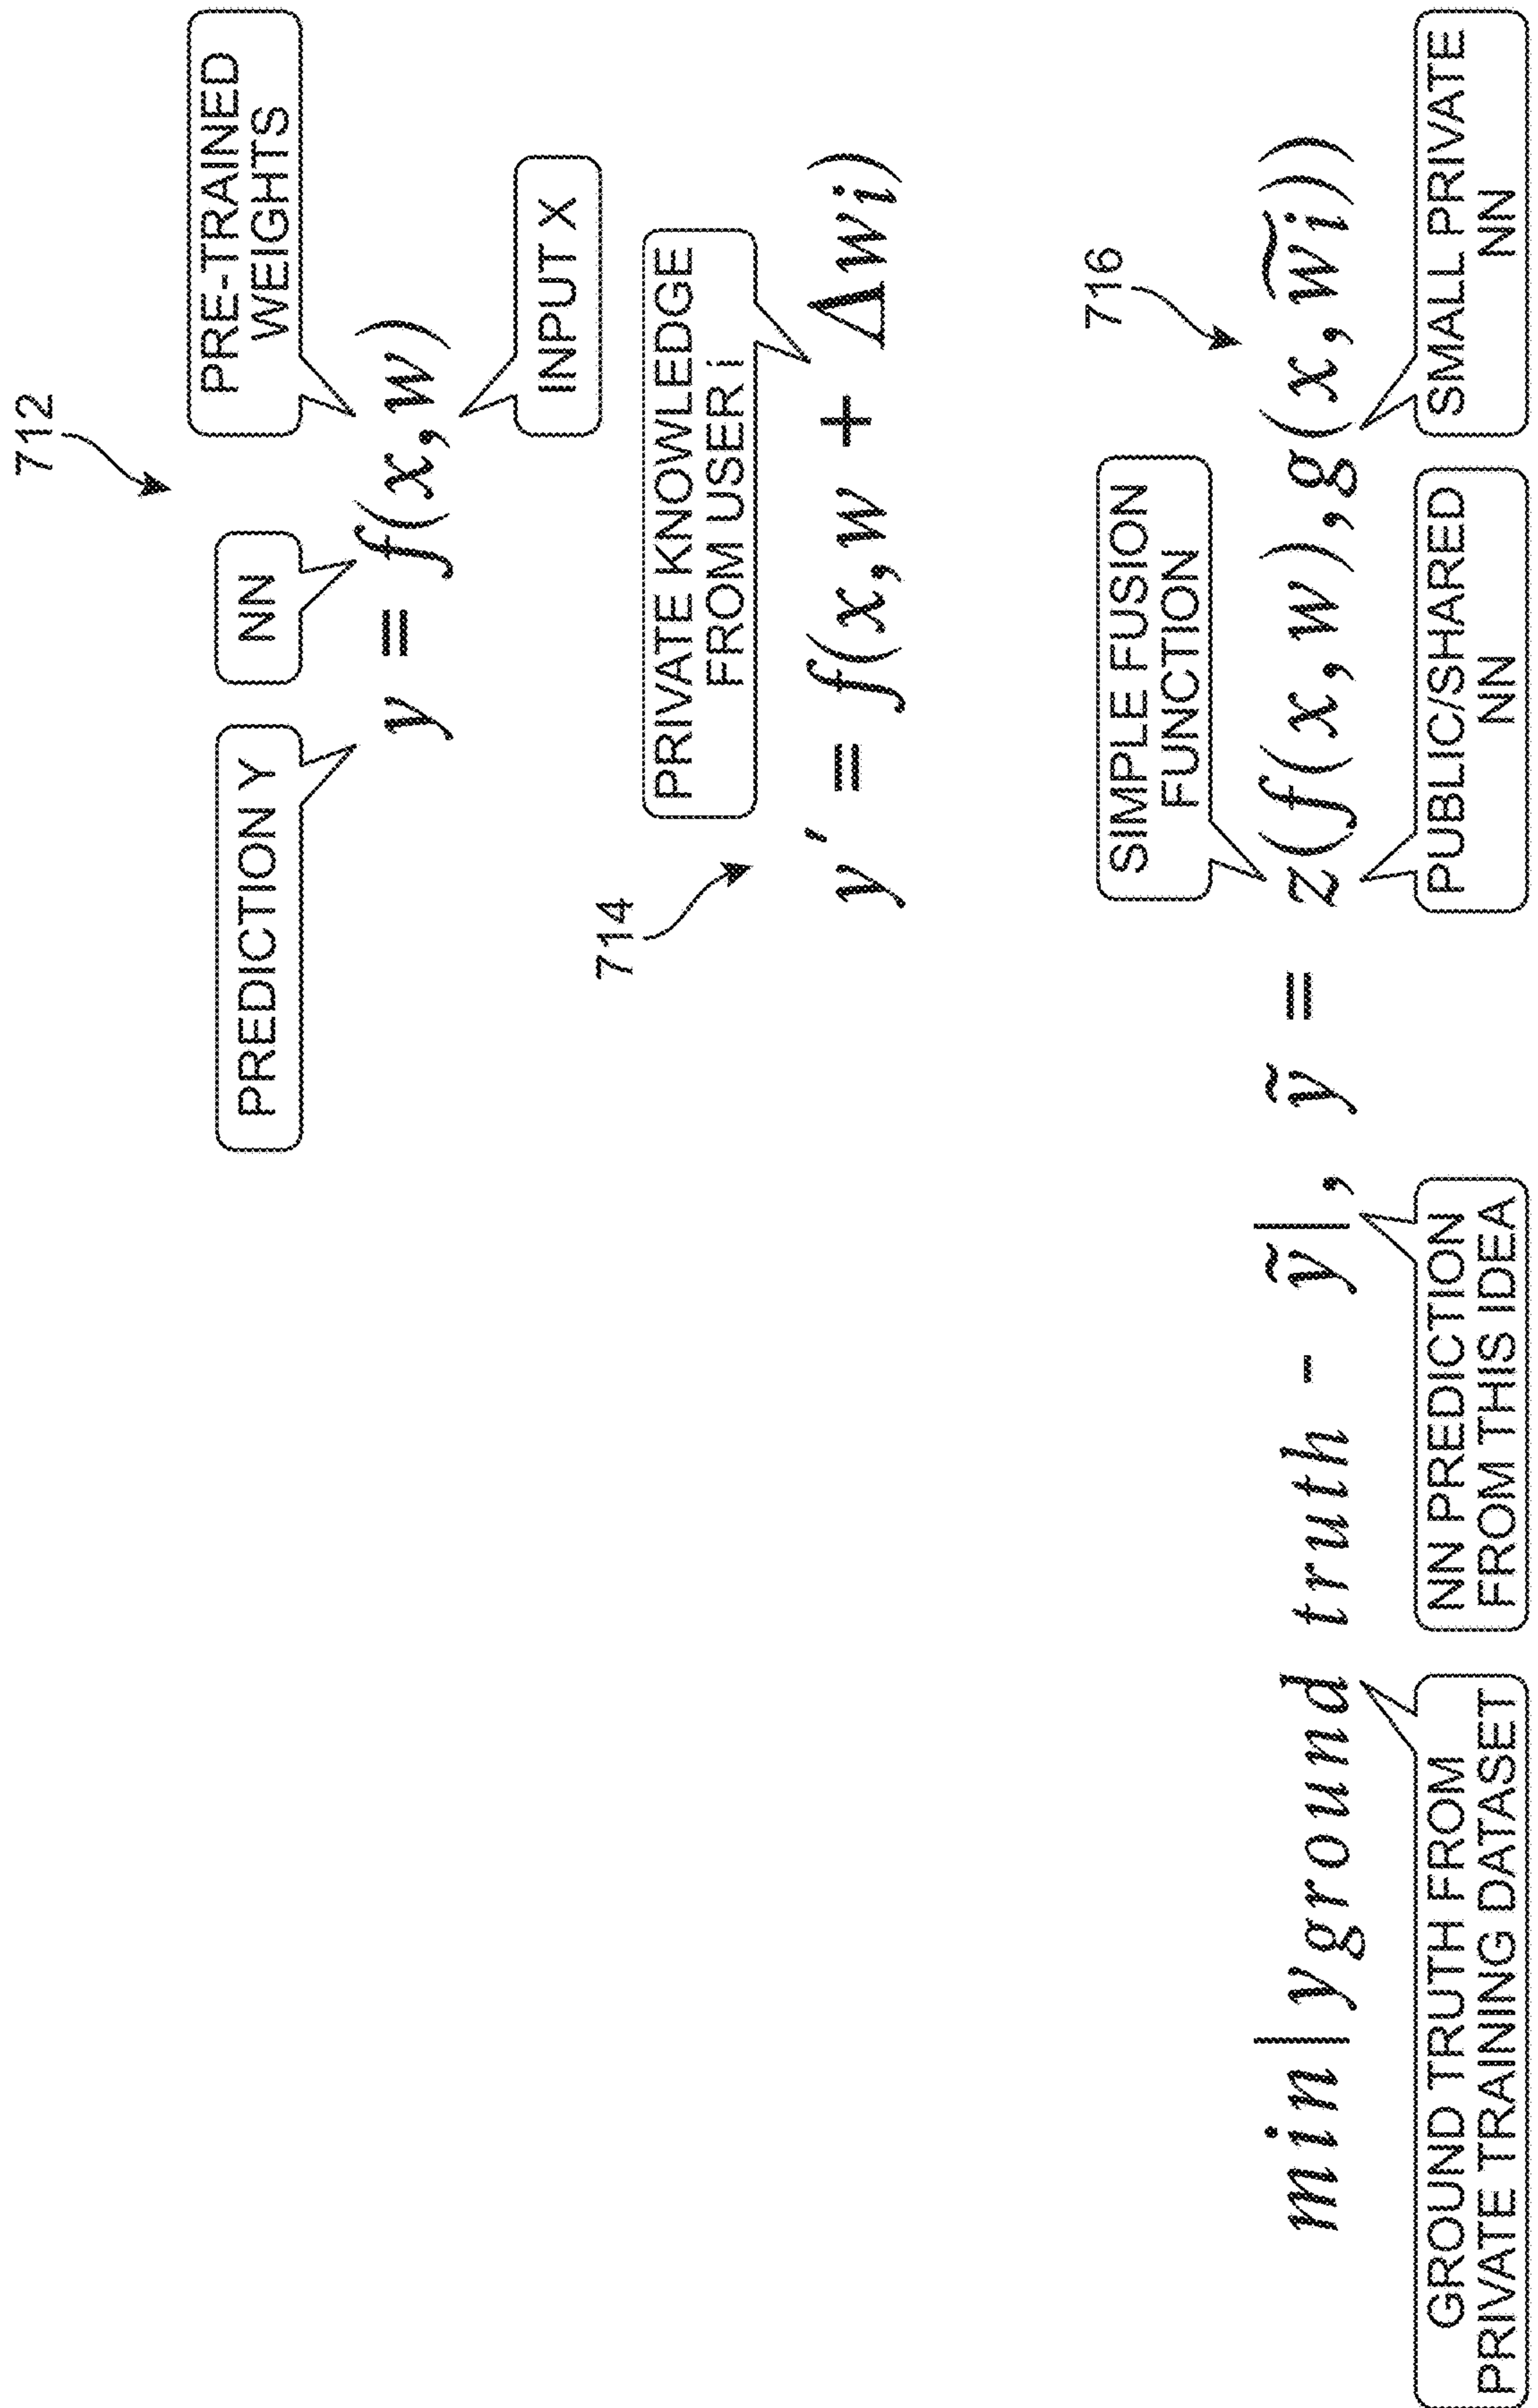 712
PREDICTION Y
NN
PRE-TRAINED
WEIGHTS
y = f(x,w)
INPUT X
714
PRIVATE KNOWLEDGE
FROM USER i
y′ = f(x,w + Δwi)
716
SIMPLE FUSION
FUNCTION
min|yground truth - ỹ|, ỹ = z(f(x,w),g(x,w͂i))
GROUND TRUTH FROM
PRIVATE TRAINING DATASET
NN PREDICTION
FROM THIS IDEA
PUBLIC/SHARED
NN
SMALL PRIVATE
NN